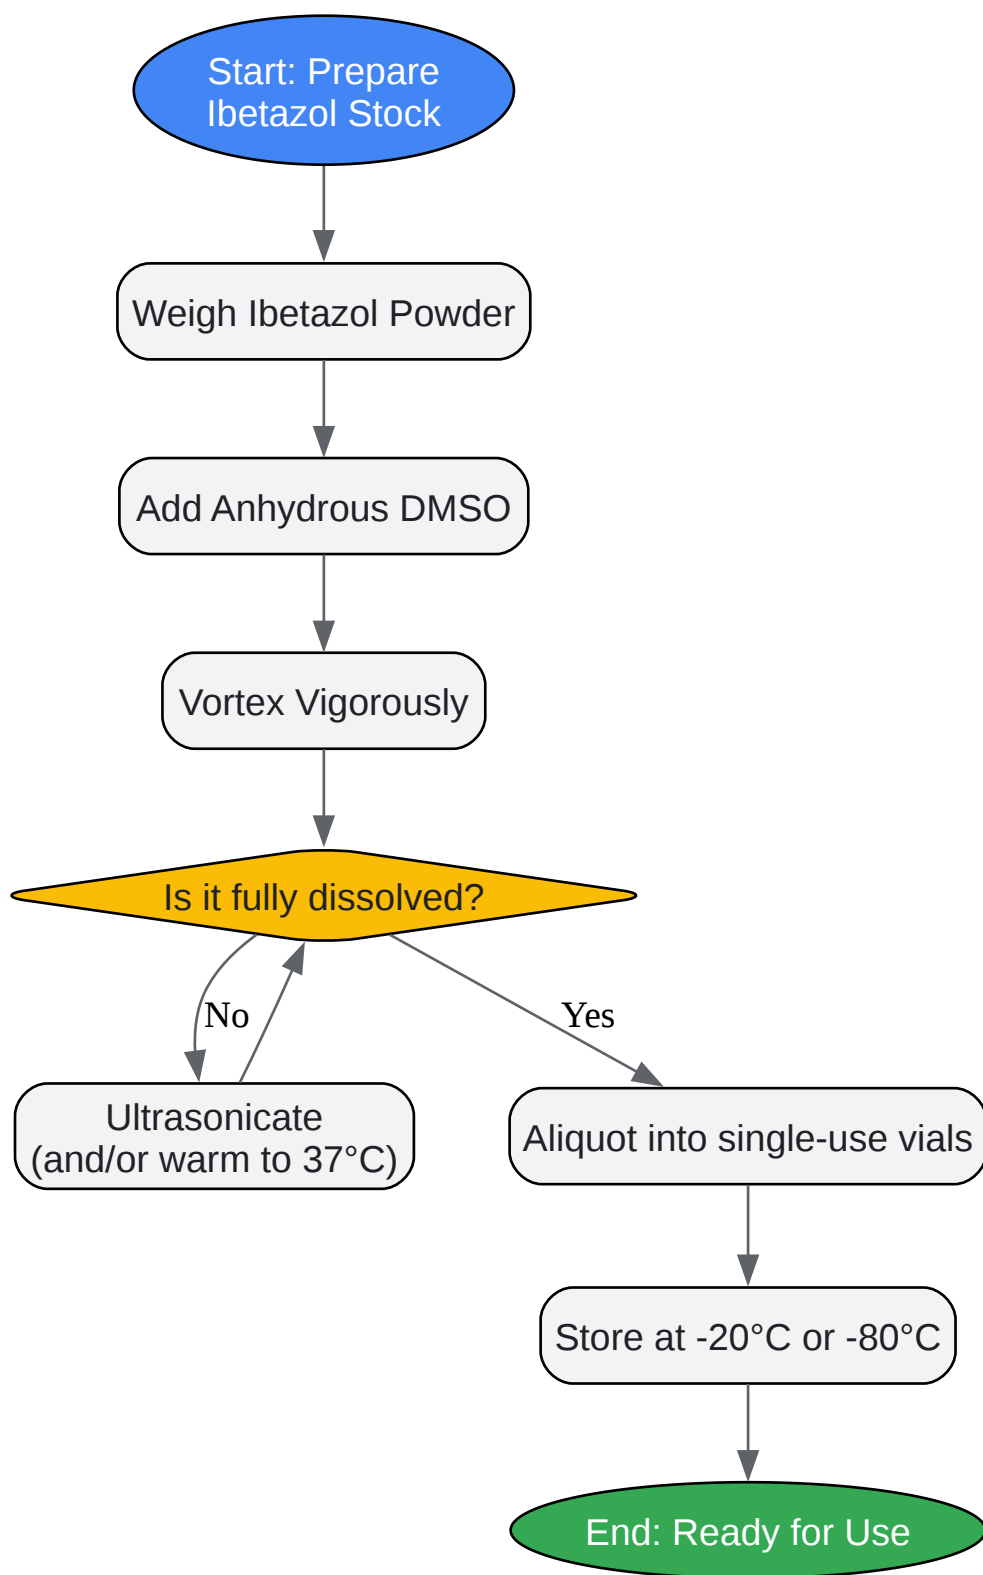 Start: Prepare
Ibetazol Stock
Weigh Ibetazol Powder
Add Anhydrous DMSO
Vortex Vigorously
Is it fully dissolved?
No
Yes
Ultrasonicate
(and/or warm to 37°C)
Aliquot into single-use vials
Store at -20°C or -80°C
End: Ready for Use